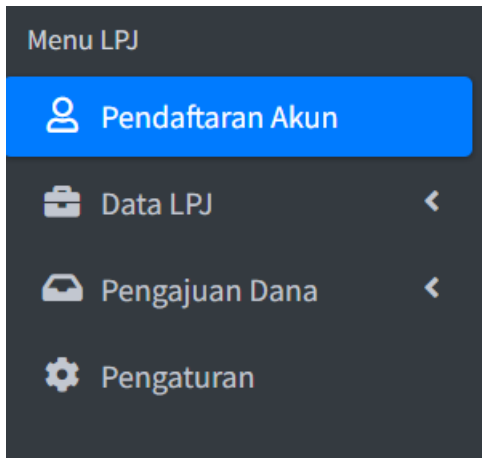 Menu LPJ
Pendaftaran Akun
Data LPJ
Pengajuan Dana
Pengaturan